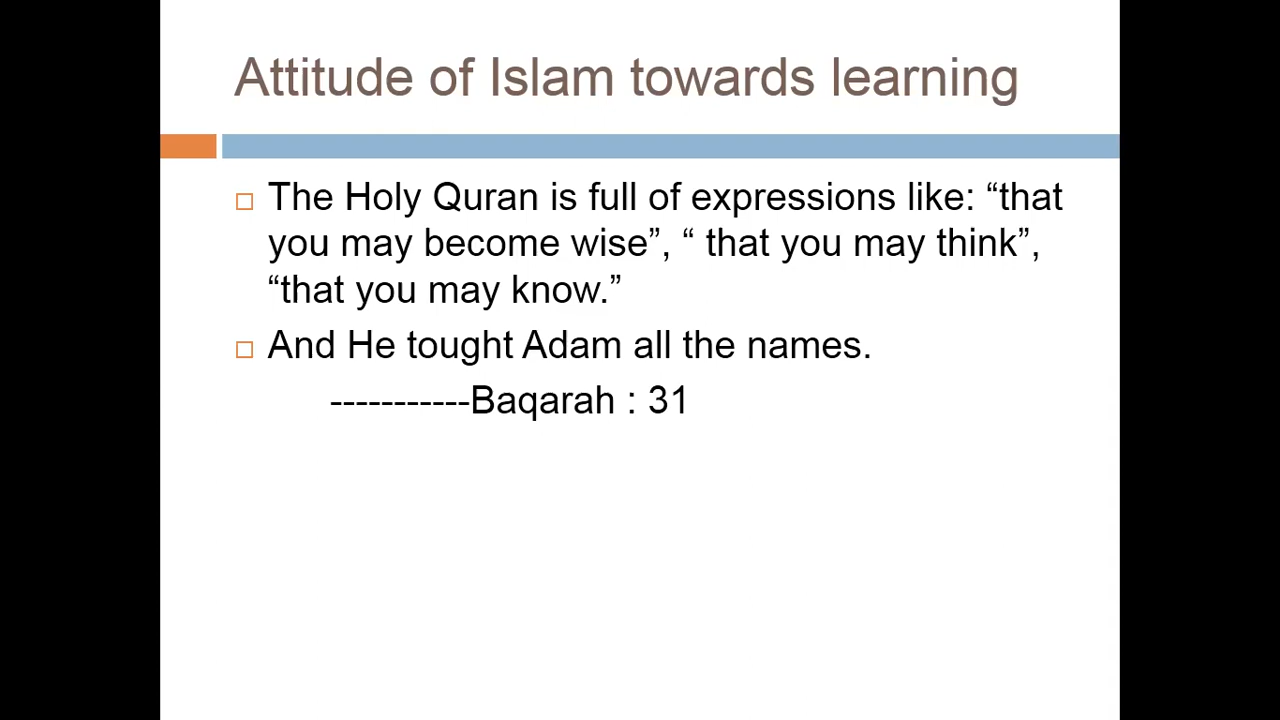 Attitude of Islam towards learning
The Holy Quran is full of expressions like: “that
you may become wise”, “ that you may think”,
“that you may know.”
And He tought Adam all the names.
-----------Baqarah : 31